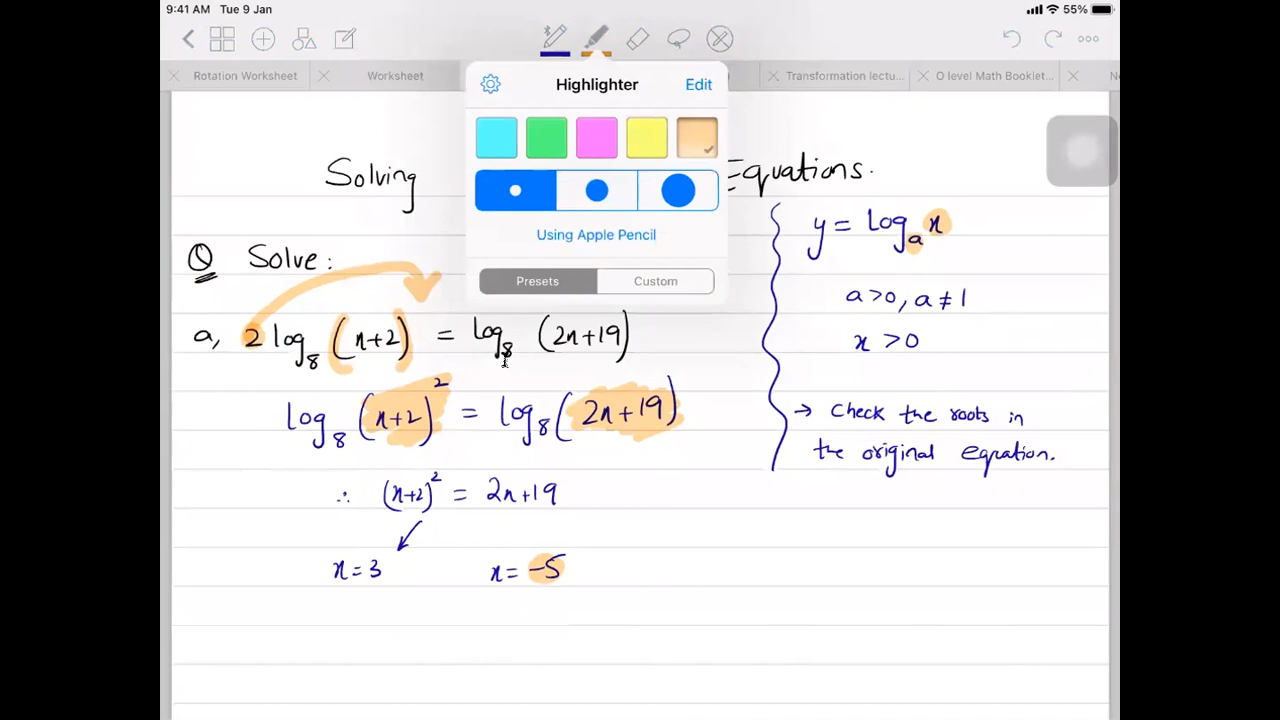 9:41 AM Tue 9 Jan 55%
Rotation Worksheet Worksheet Transformation lectu... O level Math Booklet...
Highlighter Edit
Using Apple Pencil
Presets Custom
Solving Equations.
Q Solve:
a, 2 log₈ (x+2) = log₈ (2x+19)
log₈ (x+2)² = log₈ (2x+19)
∴ (x+2)² = 2x+19
x=3 x= -5
y = logₐ x
a>0, a≠1
x >0
→ Check the roots in
the original equation.